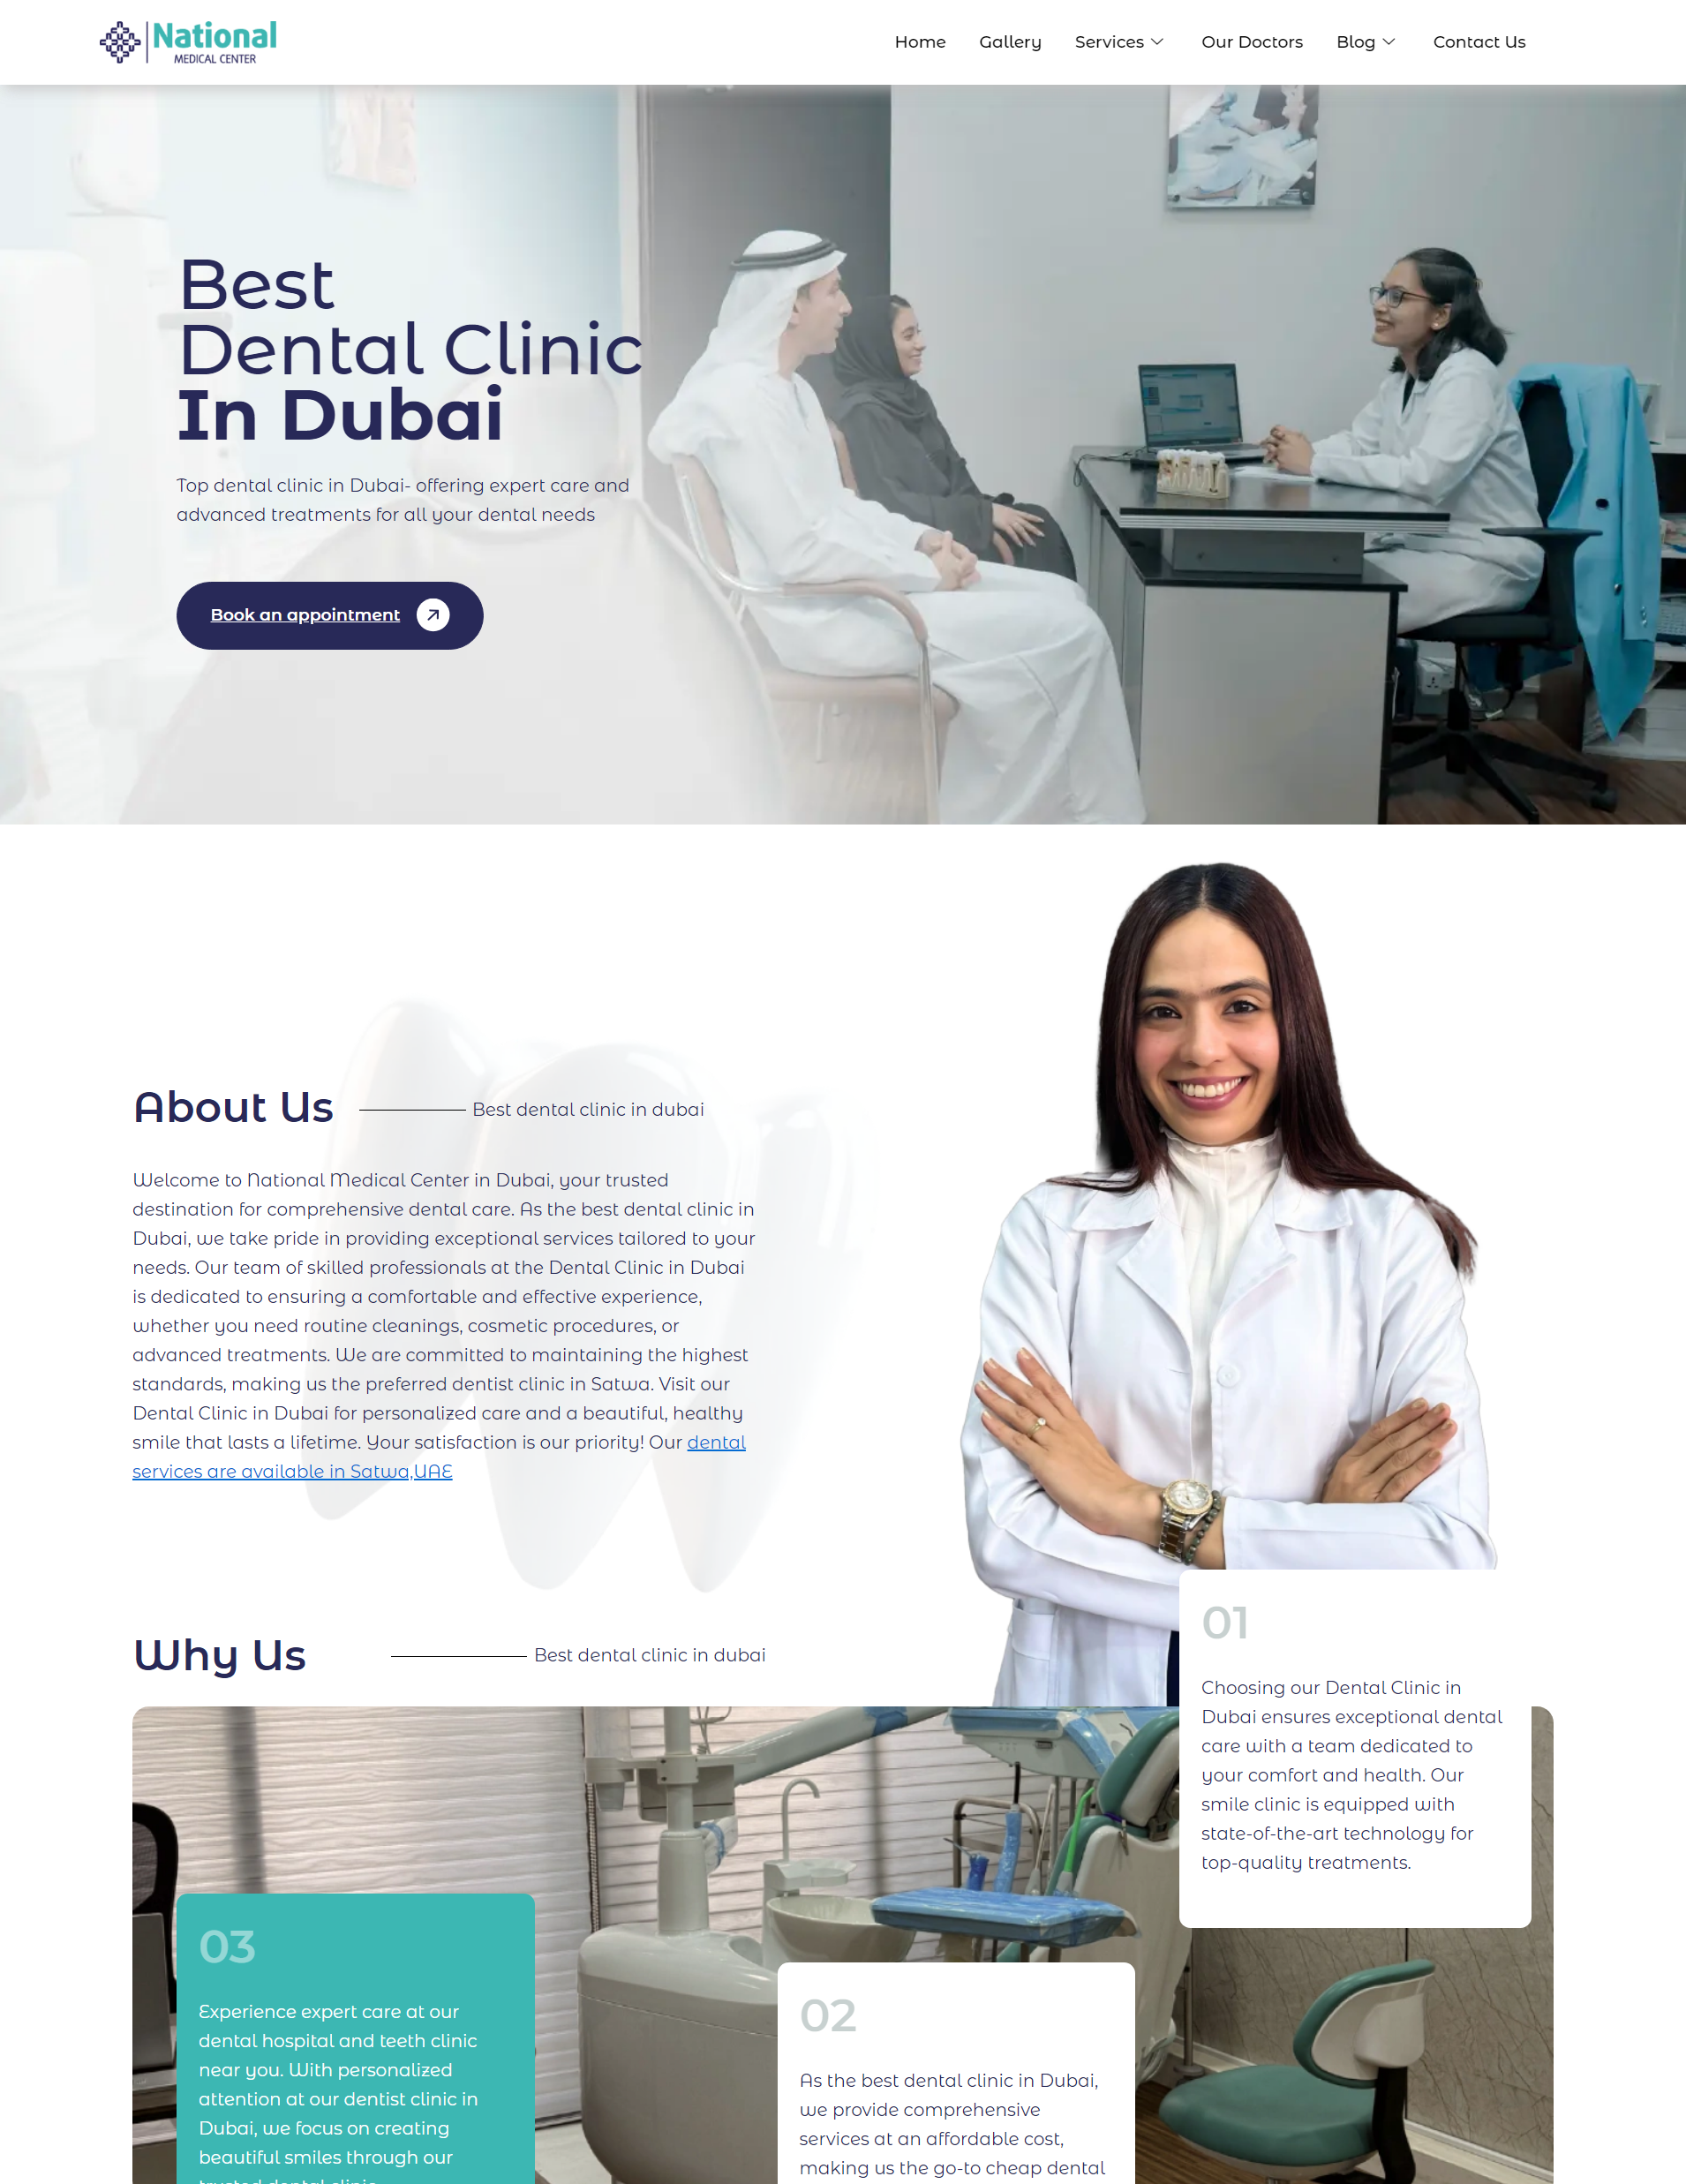 National
MEDICAL CENTER
Home
Gallery
Services
Our Doctors
Blog
Contact Us
Best
Dental Clinic
In Dubai
Top dental clinic in Dubai- offering expert care and
advanced treatments for all your dental needs
Book an appointment
About Us
Best dental clinic in dubai
Welcome to National Medical Center in Dubai, your trusted
destination for comprehensive dental care. As the best dental clinic in
Dubai, we take pride in providing exceptional services tailored to your
needs. Our team of skilled professionals at the Dental Clinic in Dubai
is dedicated to ensuring a comfortable and effective experience,
whether you need routine cleanings, cosmetic procedures, or
advanced treatments. We are committed to maintaining the highest
standards, making us the preferred dentist clinic in Satwa. Visit our
Dental Clinic in Dubai for personalized care and a beautiful, healthy
smile that lasts a lifetime. Your satisfaction is our priority! Our dental
services are available in Satwa,UAE
Why Us
Best dental clinic in dubai
01
Choosing our Dental Clinic in
Dubai ensures exceptional dental
care with a team dedicated to
your comfort and health. Our
smile clinic is equipped with
state-of-the-art technology for
top-quality treatments.
03
Experience expert care at our
dental hospital and teeth clinic
near you. With personalized
attention at our dentist clinic in
Dubai, we focus on creating
beautiful smiles through our
trusted dental clinic
02
As the best dental clinic in Dubai,
we provide comprehensive
services at an affordable cost,
making us the go-to cheap dental